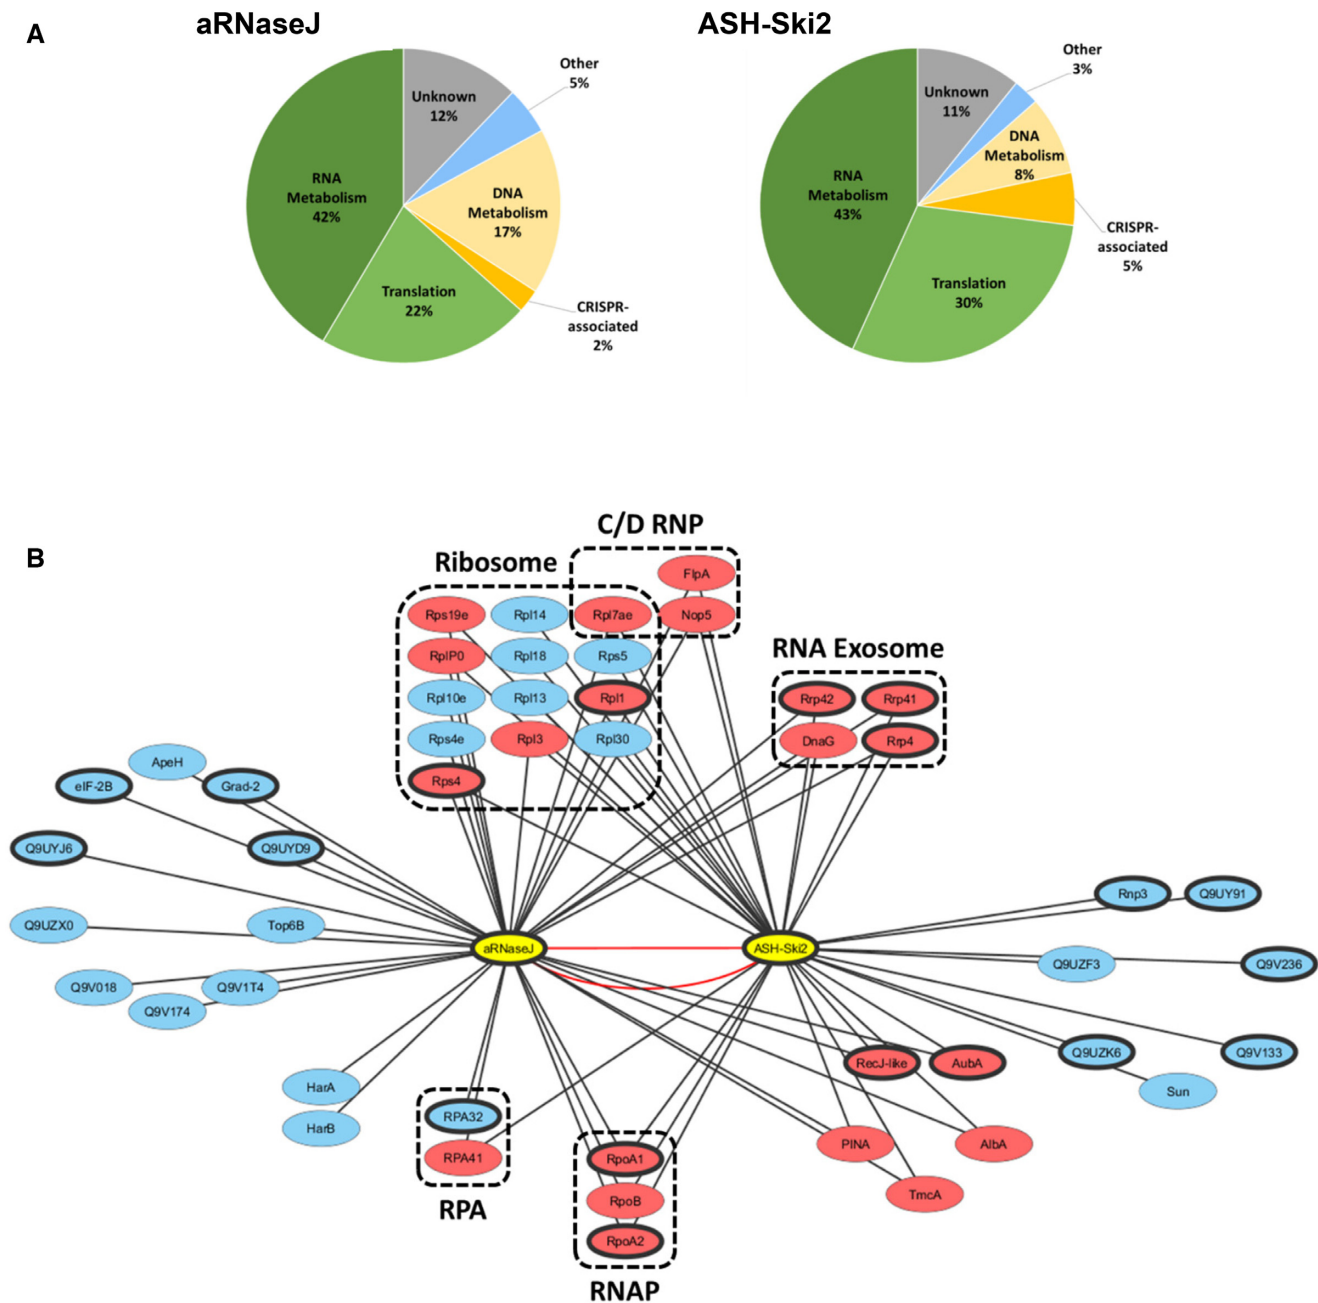 A
aRNaseJ
ASH-Ski2
Unknown
12%
Other
5%
DNA
Metabolism
17%
CRISPR-
associated
2%
Translation
22%
RNA
Metabolism
42%
Unknown
11%
Other
3%
DNA
Metabolism
8%
CRISPR-
associated
5%
Translation
30%
RNA
Metabolism
43%
B
C/D RNP
Ribosome
FlpA
Rps19e
Rpl14
Rpl7ae
Nop5
RNA Exosome
RplP0
Rpl18
Rps5
Rpl10e
Rpl13
Rpl1
Rrp42
Rrp41
Rps4e
Rpl3
Rpl30
DnaG
Rrp4
Rps4
ApeH
eIF-2B
Grad-2
Q9UYJ6
Q9UYD9
Q9UZX0
Top6B
Q9V018
Q9V1T4
Q9V174
aRNaseJ
ASH-Ski2
Rnp3
Q9UY91
Q9UZF3
Q9V236
Q9UZK6
Q9V133
Sun
RecJ-like
AubA
HarA
HarB
RPA32
RPA41
RPA
RpoA1
RpoB
RpoA2
RNAP
PINA
AlbA
TmcA